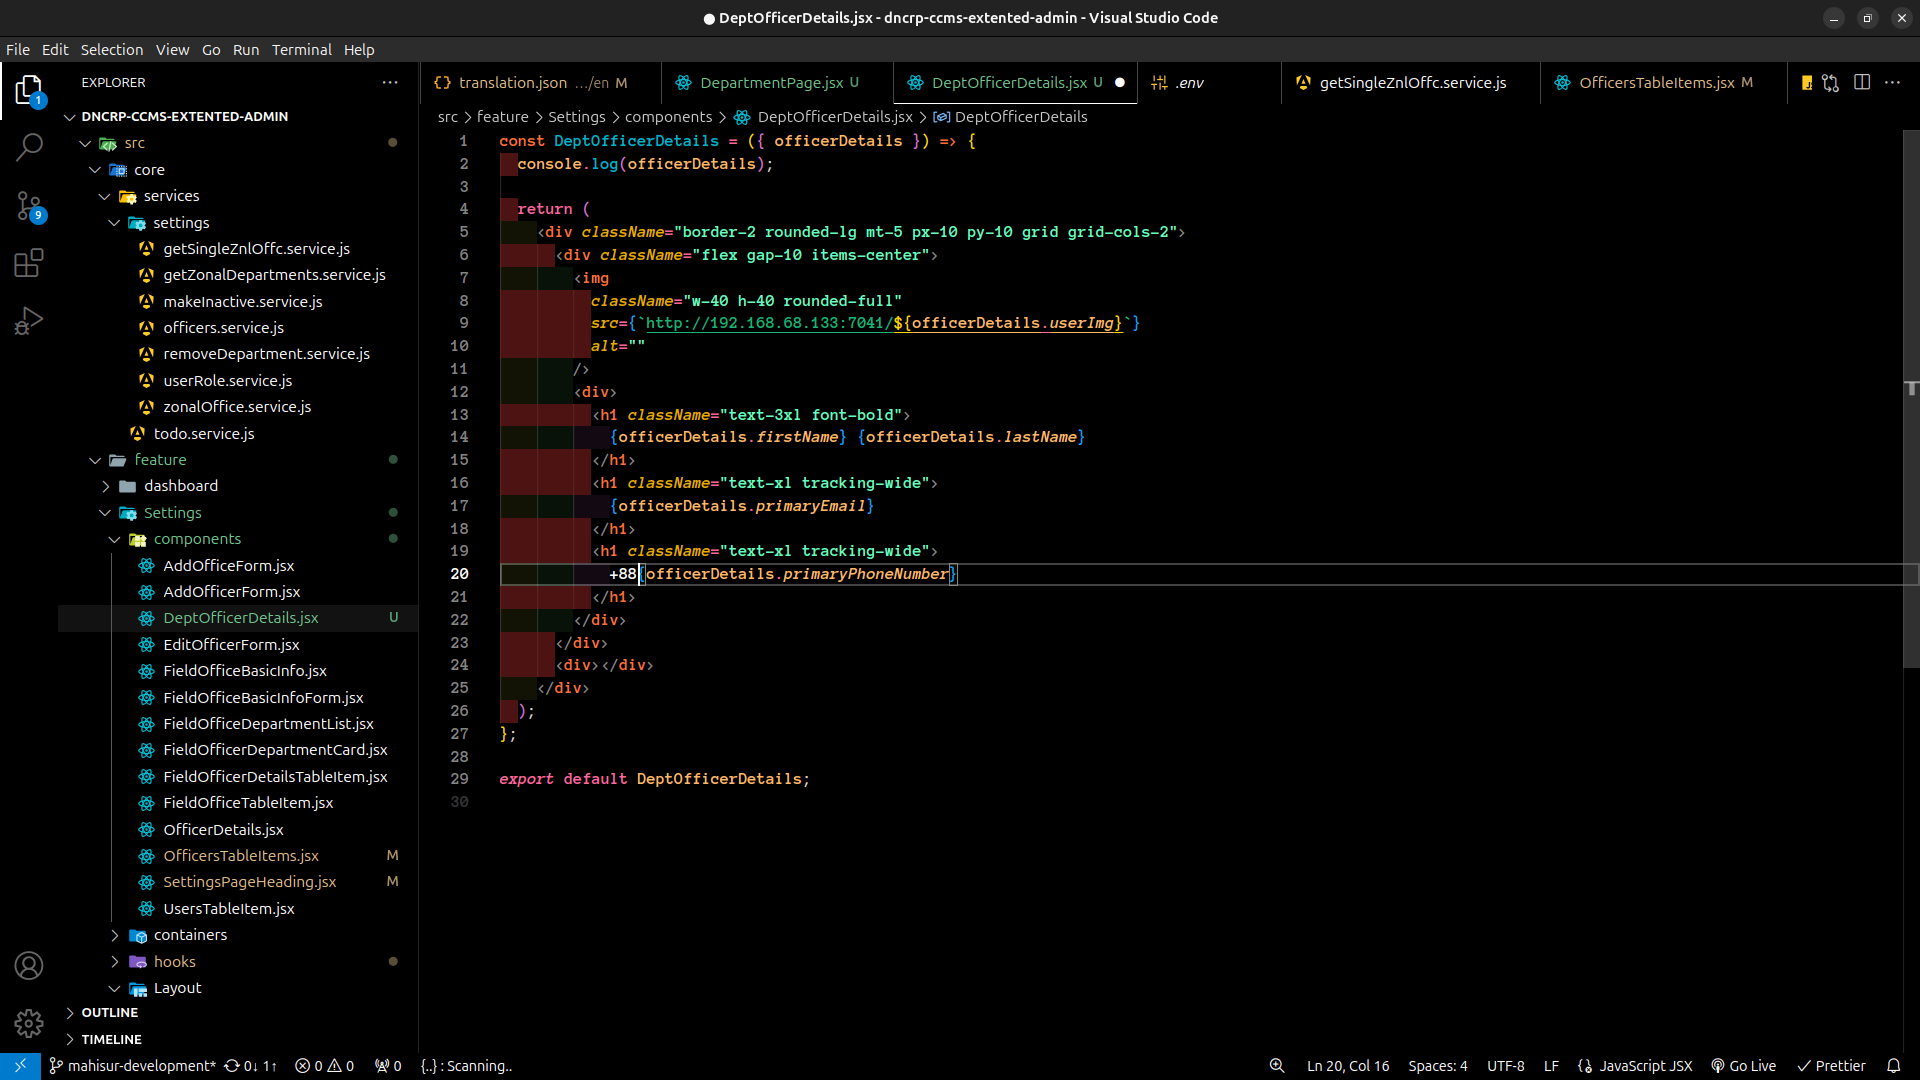 DeptOfficerDetails.jsx - dncrp-ccms-extented-admin - Visual Studio Code
File Edit Selection View Go Run Terminal Help
EXPLORER
translation.json …/en M
DepartmentPage.jsx U
DeptOfficerDetails.jsx U
.env
getSingleZnlOffc.service.js
OfficersTableItems.jsx M
1
9
DNCRP-CCMS-EXTENTED-ADMIN
src
core
services
settings
getSingleZnlOffc.service.js
getZonalDepartments.service.js
makeInactive.service.js
officers.service.js
removeDepartment.service.js
userRole.service.js
zonalOffice.service.js
todo.service.js
feature
dashboard
Settings
components
AddOfficeForm.jsx
AddOfficerForm.jsx
DeptOfficerDetails.jsx U
EditOfficerForm.jsx
FieldOfficeBasicInfo.jsx
FieldOfficeBasicInfoForm.jsx
FieldOfficeDepartmentList.jsx
FieldOfficerDepartmentCard.jsx
FieldOfficerDetailsTableItem.jsx
FieldOfficeTableItem.jsx
OfficerDetails.jsx
OfficersTableItems.jsx M
SettingsPageHeading.jsx M
UsersTableItem.jsx
containers
hooks
Layout
OUTLINE
TIMELINE
src > feature > Settings > components > DeptOfficerDetails.jsx > DeptOfficerDetails
1 const DeptOfficerDetails = ({ officerDetails }) => {
2 console.log(officerDetails);
3
4 return (
5 <div className="border-2 rounded-lg mt-5 px-10 py-10 grid grid-cols-2">
6 <div className="flex gap-10 items-center">
7 <img
8 className="w-40 h-40 rounded-full"
9 src={`http://192.168.68.133:7041/${officerDetails.userImg}`}
10 alt=""
11 />
12 <div>
13 <h1 className="text-3xl font-bold">
14 {officerDetails.firstName} {officerDetails.lastName}
15 </h1>
16 <h1 className="text-xl tracking-wide">
17 {officerDetails.primaryEmail}
18 </h1>
19 <h1 className="text-xl tracking-wide">
20 +88{officerDetails.primaryPhoneNumber}
21 </h1>
22 </div>
23 </div>
24 <div></div>
25 </div>
26 );
27 };
28
29 export default DeptOfficerDetails;
30
mahisur-development* 0↓ 1↑ 0 0 0 {..} : Scanning.. Ln 20, Col 16 Spaces: 4 UTF-8 LF JavaScript JSX Go Live Prettier